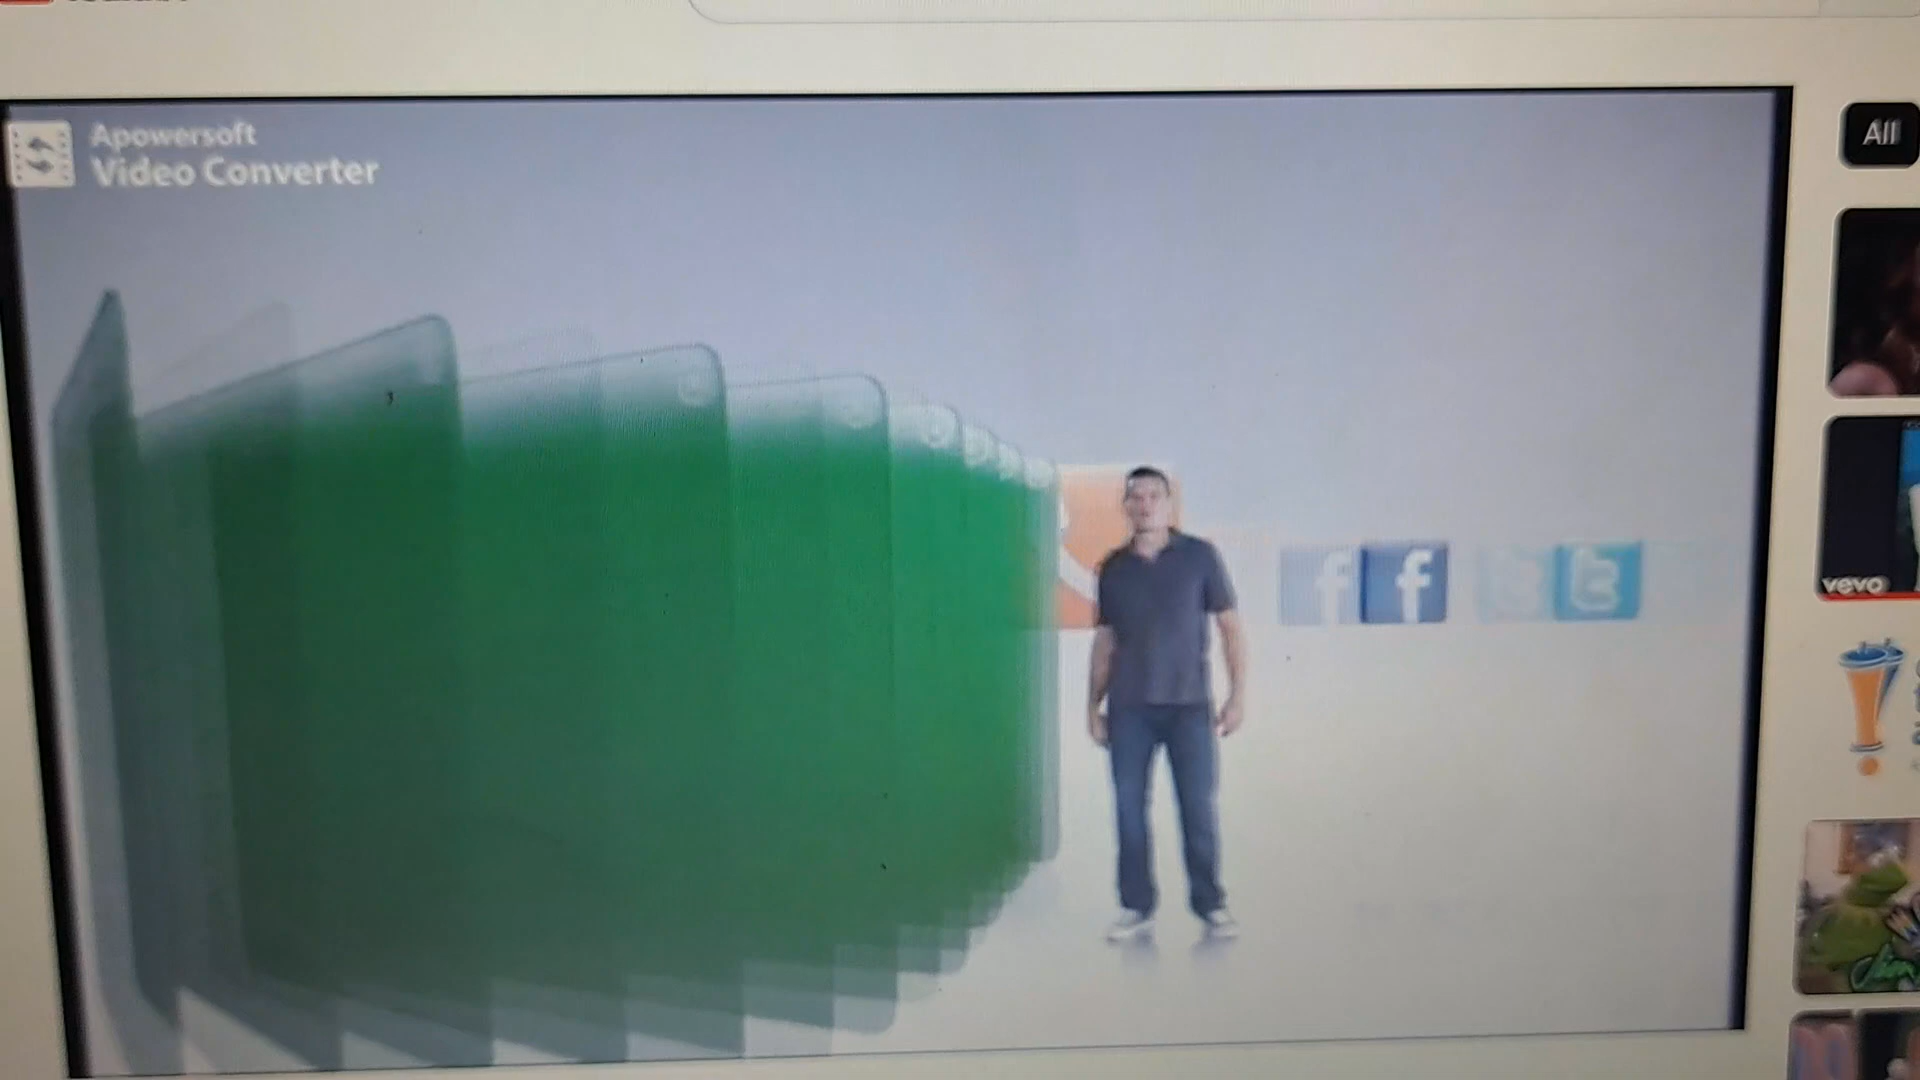 Apowersoft
Video Converter
All
f f
t
vevo